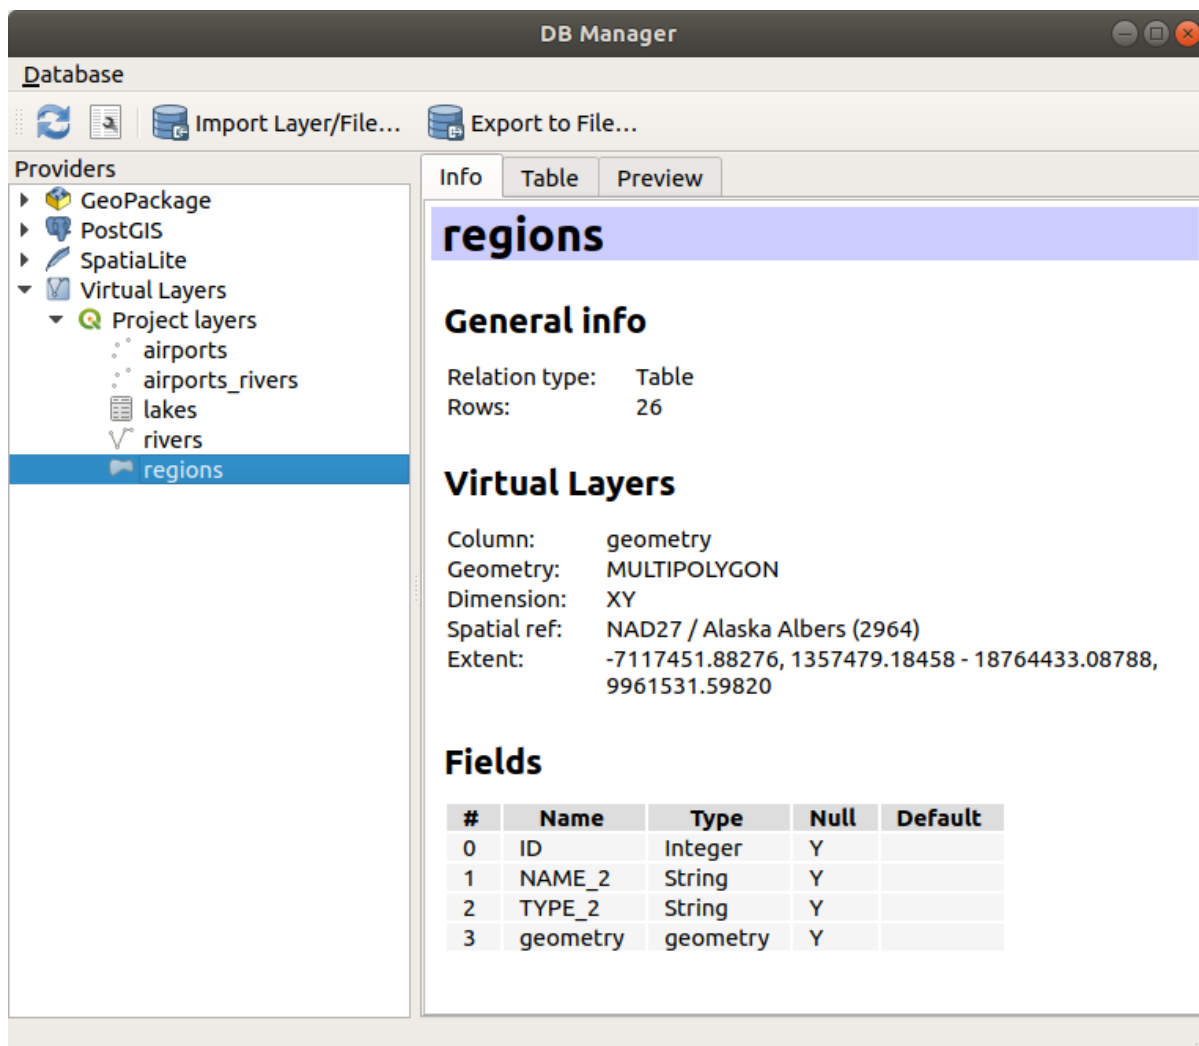 DB Manager
Database
Import Layer/File...
Export to File...
Providers
GeoPackage
PostGIS
SpatiaLite
Virtual Layers
Project layers
airports
airports_rivers
lakes
rivers
regions
Info Table Preview
regions
General info
Relation type: Table
Rows: 26
Virtual Layers
Column: geometry
Geometry: MULTIPOLYGON
Dimension: XY
Spatial ref: NAD27 / Alaska Albers (2964)
Extent: -7117451.88276, 1357479.18458 - 18764433.08788,
9961531.59820
Fields
# Name Type Null Default
0 ID Integer Y
1 NAME_2 String Y
2 TYPE_2 String Y
3 geometry geometry Y